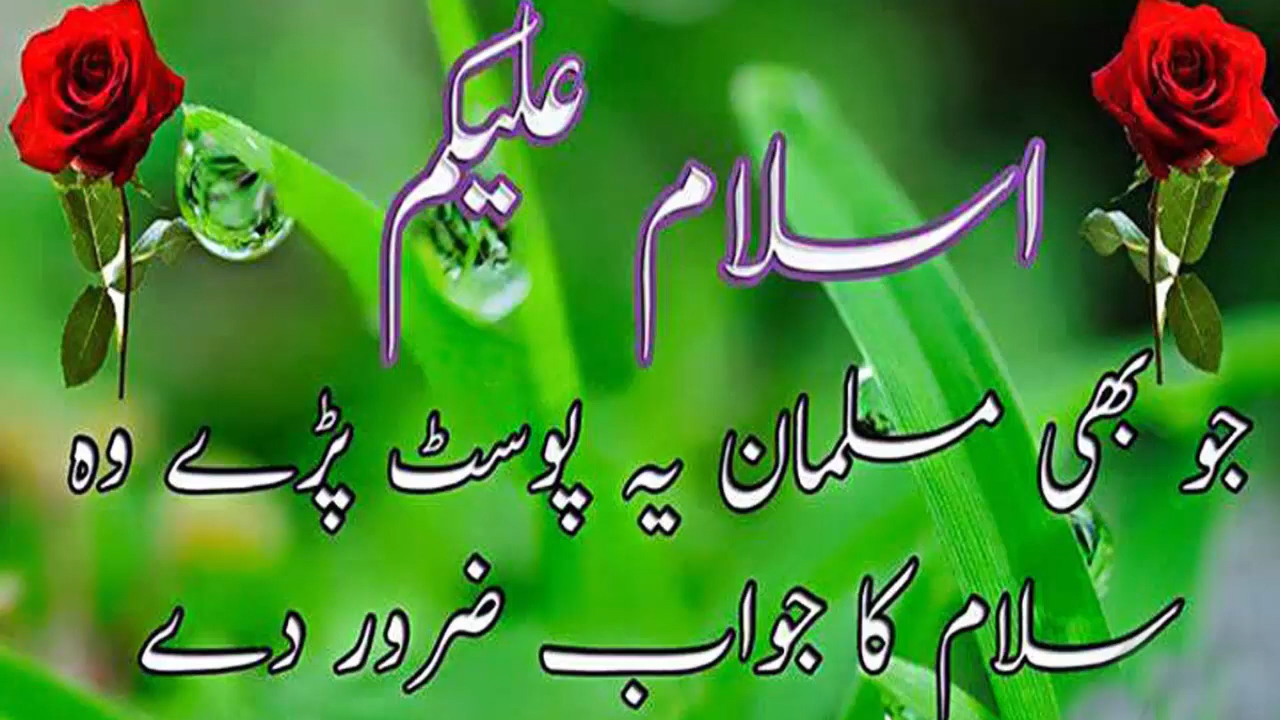 اسلام علیکم
جو بھی مسلمان یہ پوسٹ پڑے وہ
سلام کا جواب ضرور دے